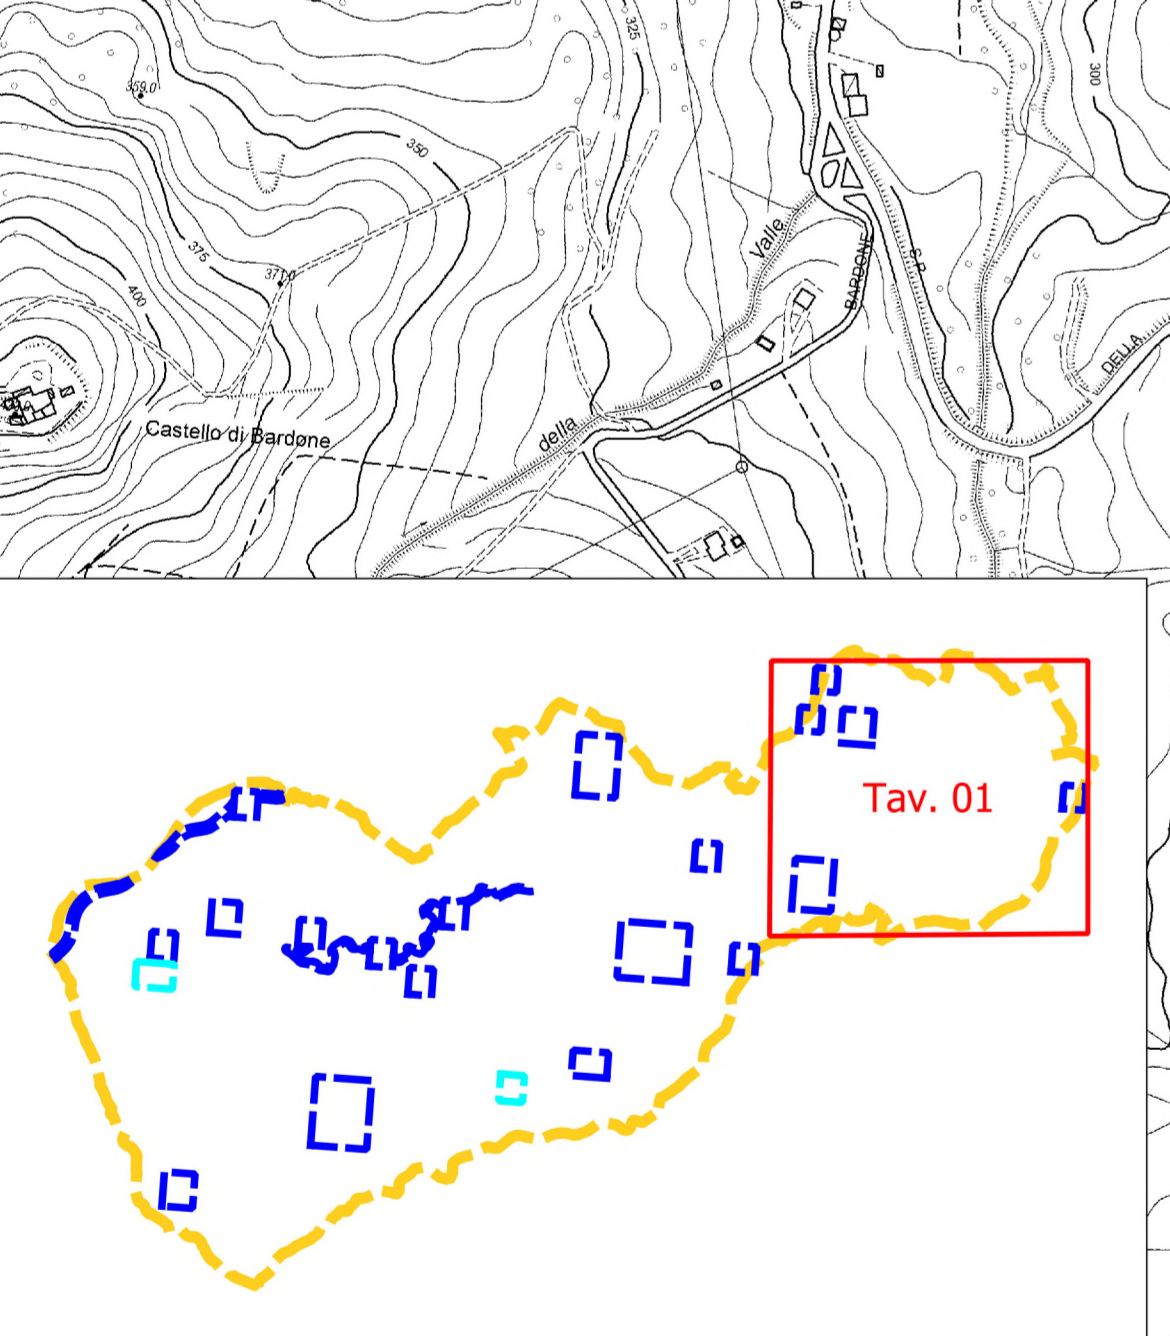 325
300
359.0
350
Valle
375
S.P.
371.0
BARDONE
400
DELLA
Castello di Bardone
della
Tav. 01